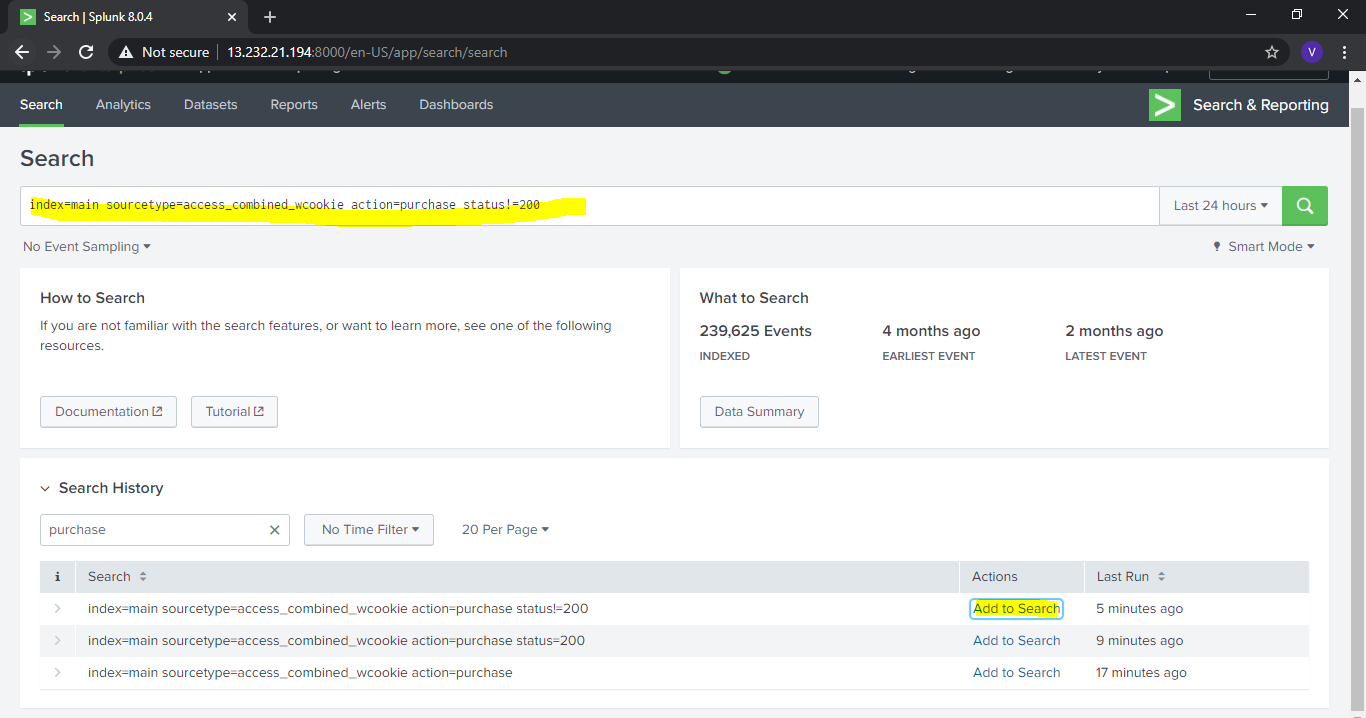 Search | Splunk 8.0.4
Not secure | 13.232.21.194:8000/en-US/app/search/search
V
Search Analytics Datasets Reports Alerts Dashboards Search & Reporting
Search
index=main sourcetype=access_combined_wcookie action=purchase status!=200 Last 24 hours
No Event Sampling Smart Mode
How to Search
If you are not familiar with the search features, or want to learn more, see one of the following
resources.
Documentation Tutorial
What to Search
239,625 Events 4 months ago 2 months ago
INDEXED EARLIEST EVENT LATEST EVENT
Data Summary
Search History
purchase No Time Filter 20 Per Page
i Search Actions Last Run
index=main sourcetype=access_combined_wcookie action=purchase status!=200 Add to Search 5 minutes ago
index=main sourcetype=access_combined_wcookie action=purchase status=200 Add to Search 9 minutes ago
index=main sourcetype=access_combined_wcookie action=purchase Add to Search 17 minutes ago